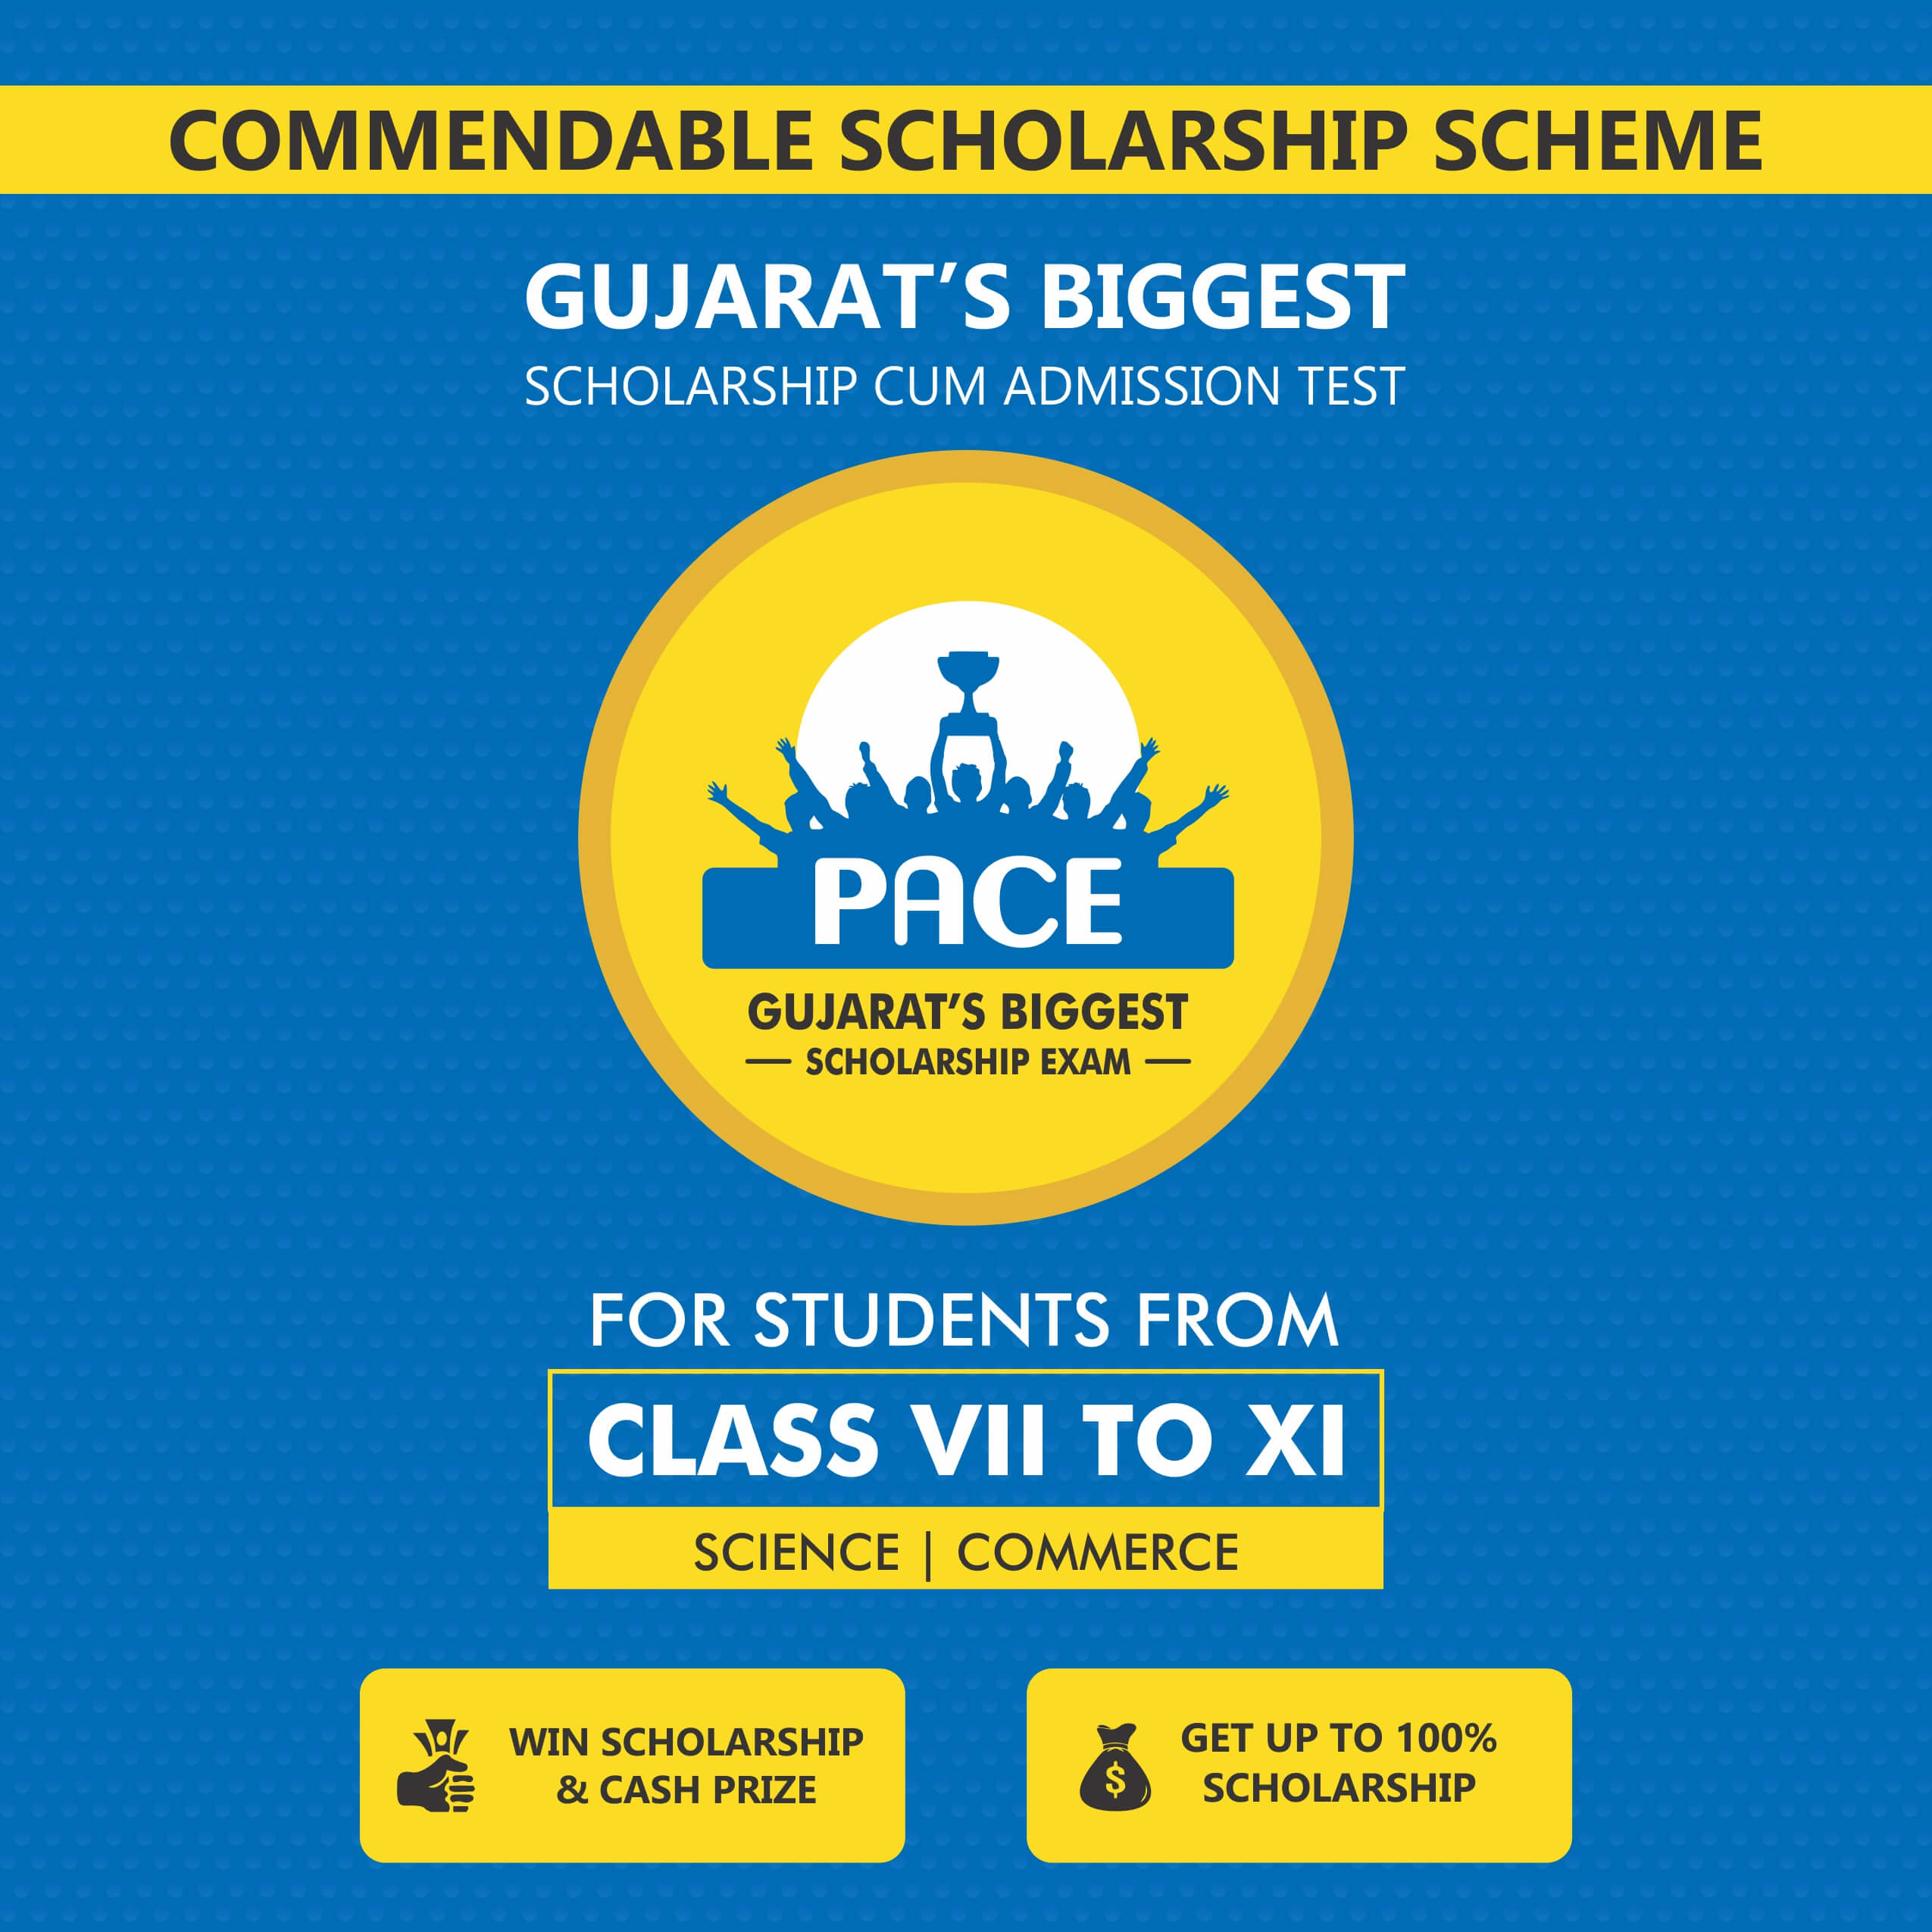 COMMENDABLE SCHOLARSHIP SCHEME
GUJARAT'S BIGGEST
SCHOLARSHIP CUM ADMISSION TEST
PACE
GUJARAT'S BIGGEST
SCHOLARSHIP EXAM
FOR STUDENTS FROM
CLASS VII TO XI
SCIENCE | COMMERCE
WIN SCHOLARSHIP
& CASH PRIZE
$
GET UP TO 100%
SCHOLARSHIP